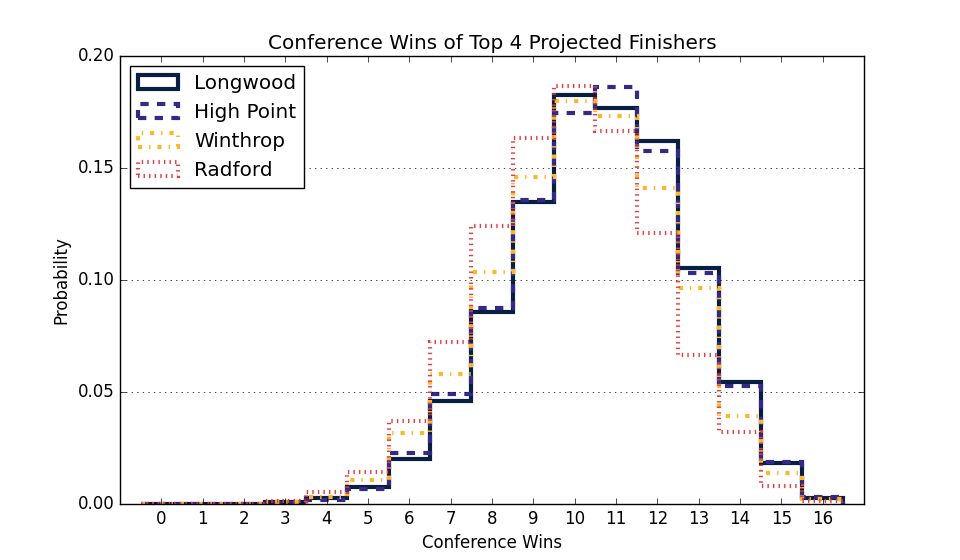 Conference Wins of Top 4 Projected Finishers
0.20
0.15
0.10
0.05
0.00
Probability
Longwood
High Point
Winthrop
Radford
0 1 2 3 4 5 6 7 8 9 10 11 12 13 14 15 16
Conference Wins